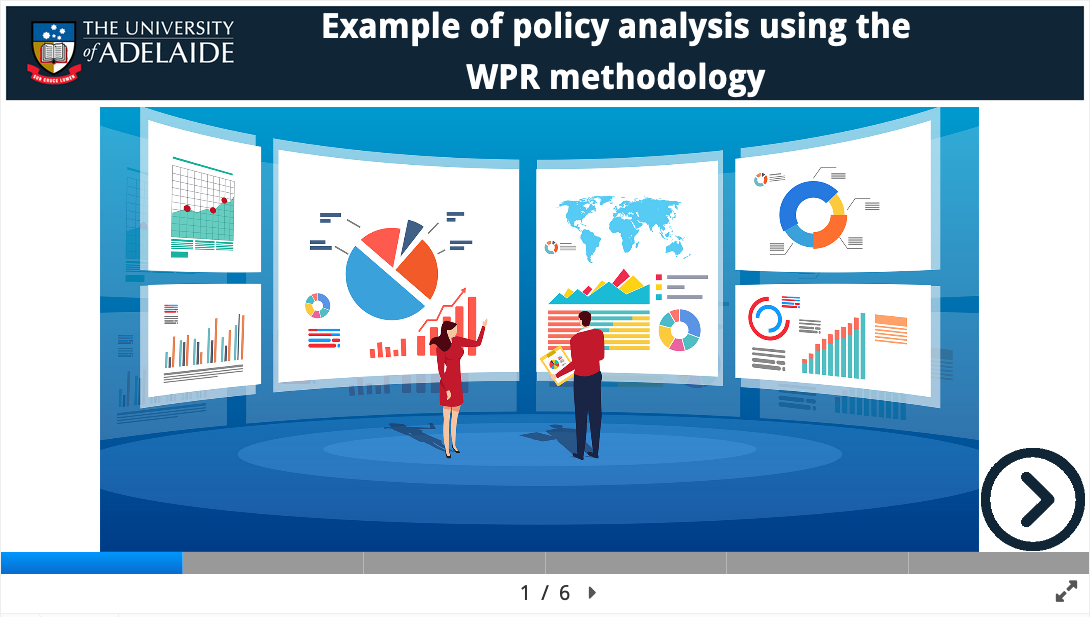 THE UNIVERSITY
of ADELAIDE
SUB CRUCE LUMEN
Example of policy analysis using the
WPR methodology
1 / 6